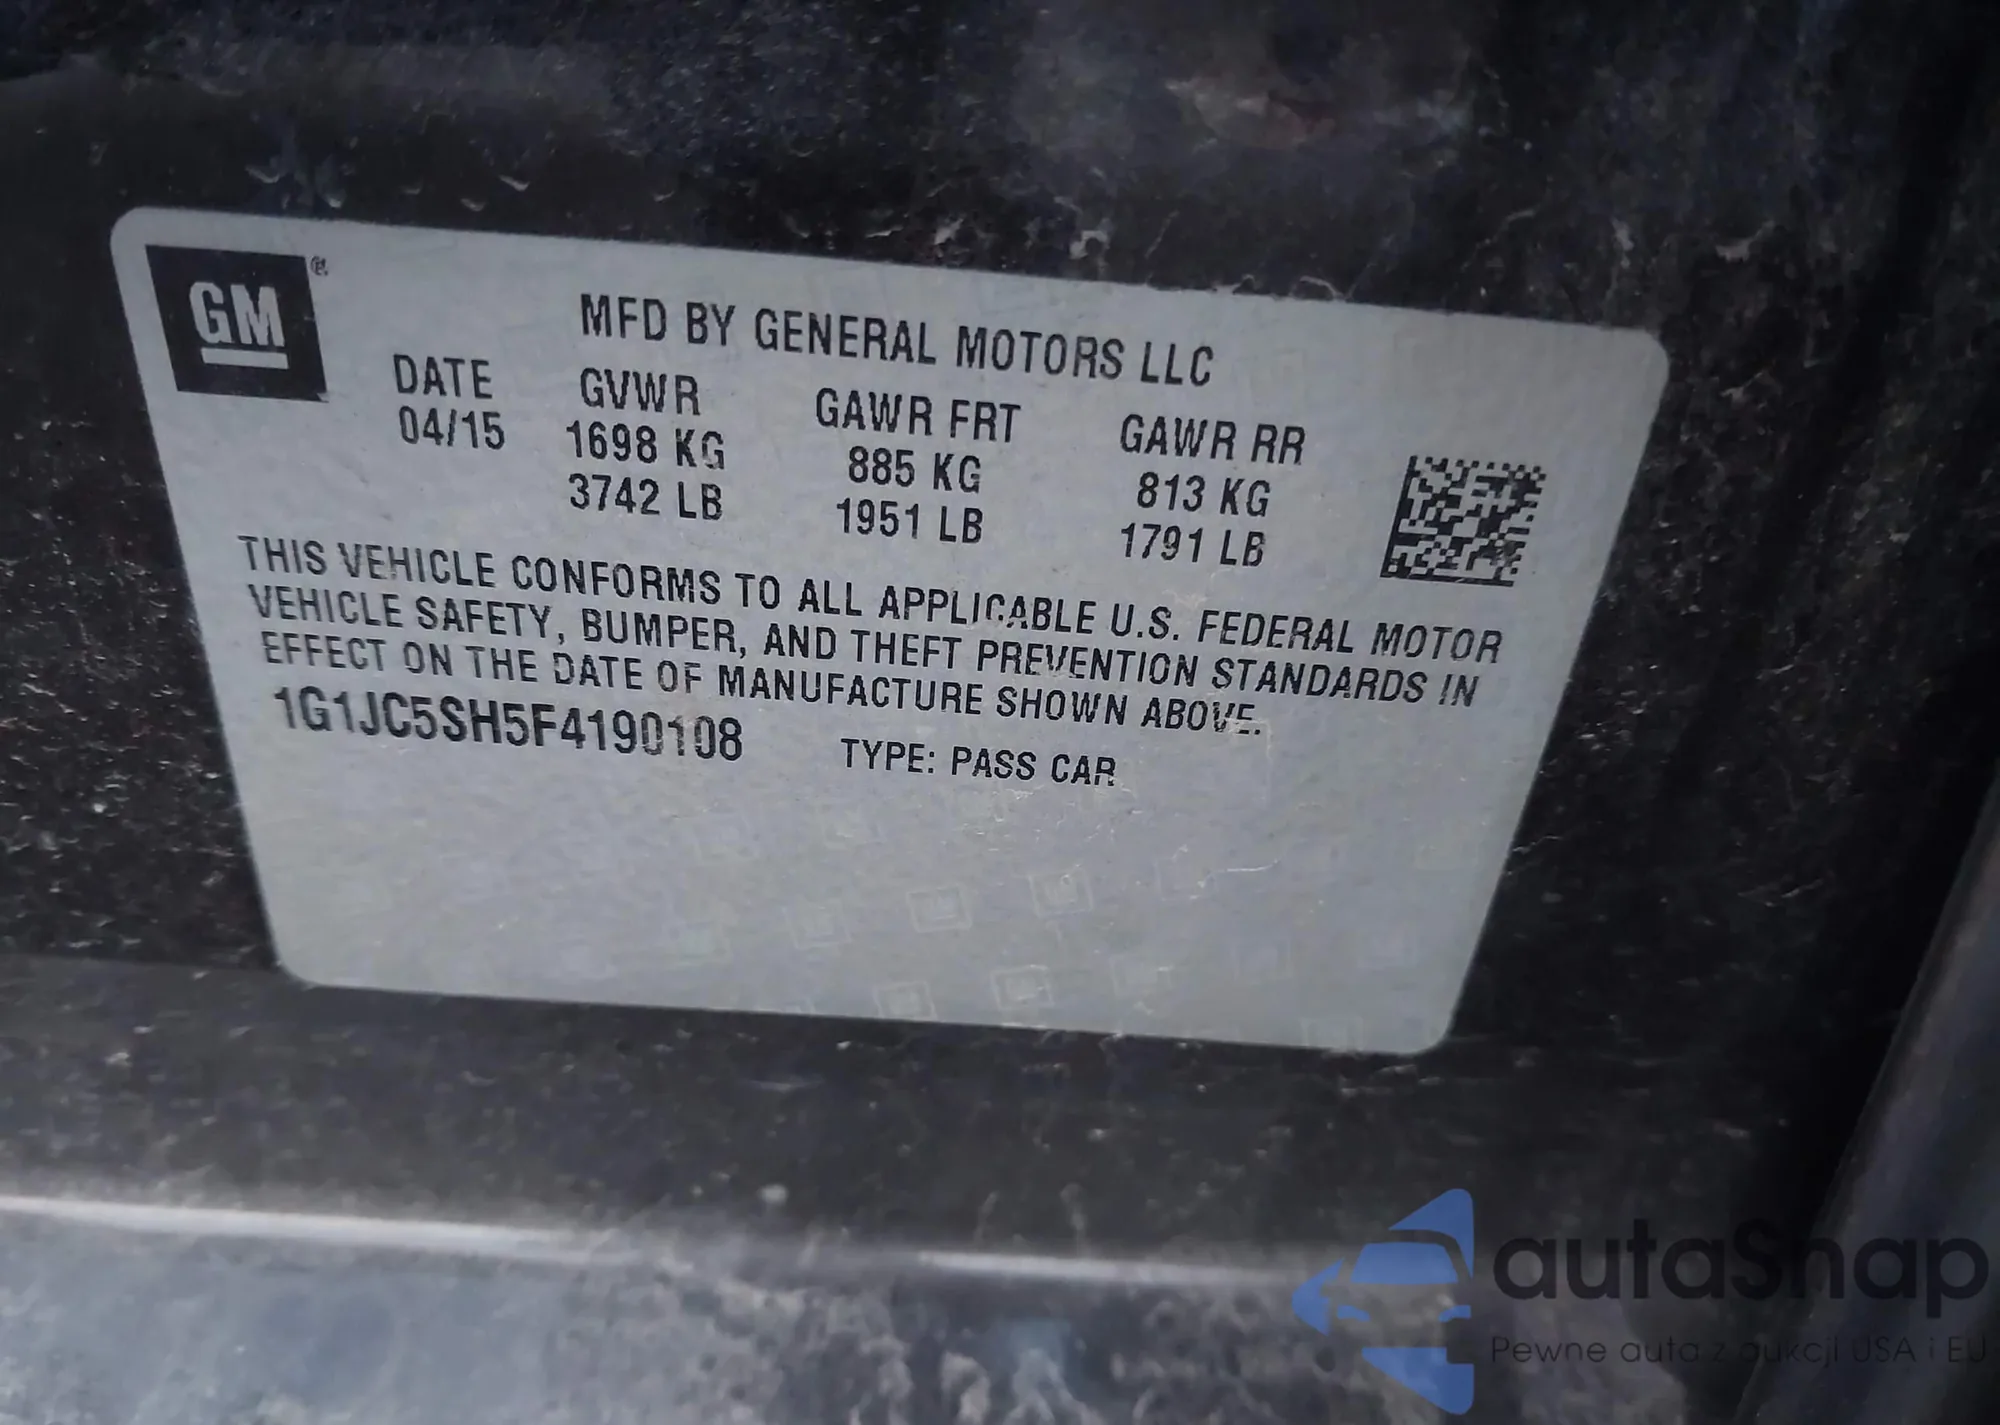 GM
MFD BY GENERAL MOTORS LLC
DATE GVWR GAWR FRT GAWR RR
04/15 1698 KG 885 KG 813 KG
3742 LB 1951 LB 1791 LB
THIS VEHICLE CONFORMS TO ALL APPLICABLE U.S. FEDERAL MOTOR
VEHICLE SAFETY, BUMPER, AND THEFT PREVENTION STANDARDS IN
EFFECT ON THE DATE OF MANUFACTURE SHOWN ABOVE.
1G1JC5SH5F4190108 TYPE: PASS CAR
autaSnap
Pewne auta z aukcji USA i EU